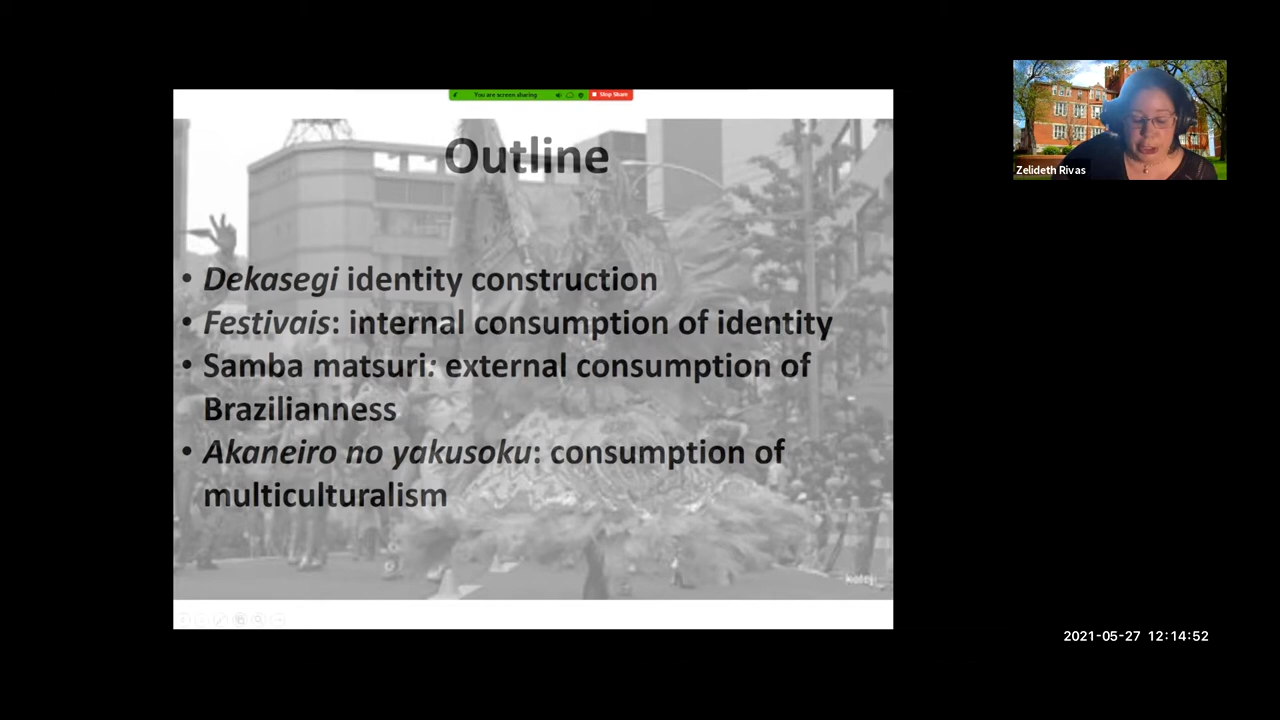 You are screen sharing
Stop Share
Outline
• Dekasegi identity construction
• Festivais: internal consumption of identity
• Samba matsuri: external consumption of
Brazilianness
• Akaneiro no yakusoku: consumption of
multiculturalism
Zelideth Rivas
2021-05-27 12:14:52